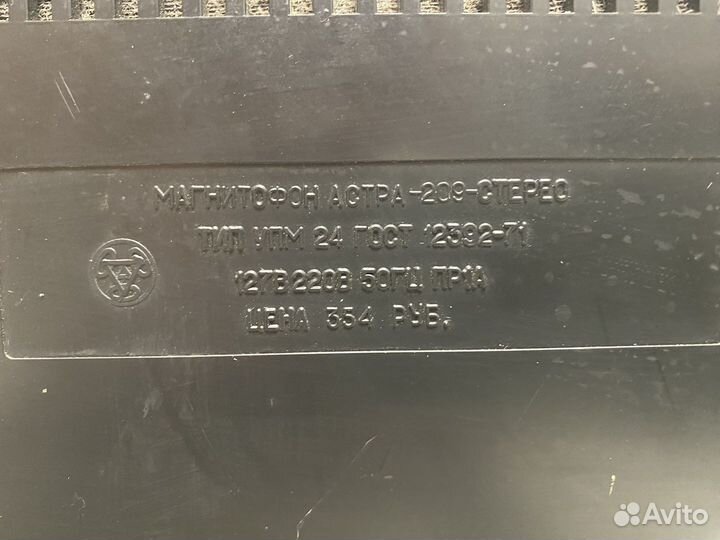 МАГНИТОФОН АСТРА-209-СТЕРЕО
ТИП УПМ 24 ГОСТ 12392-71
127В 220В 50ГЦ ПР1А
ЦЕНА 354 РУБ.
Avito